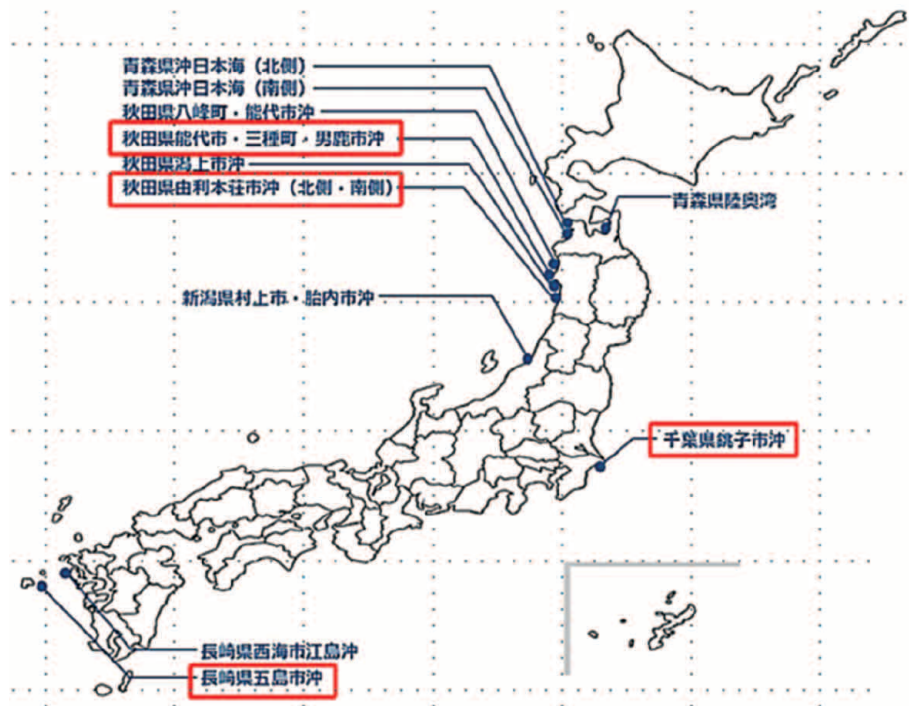 青森県沖日本海（北側）
青森県沖日本海（南側）
秋田県八峰町・能代市沖
秋田県能代市・三種町・男鹿市沖
秋田県潟上市沖
秋田県由利本荘市沖（北側・南側）
青森県陸奥湾
新潟県村上市・胎内市沖
千葉県銚子市沖
長崎県西海市江島沖
長崎県五島市沖